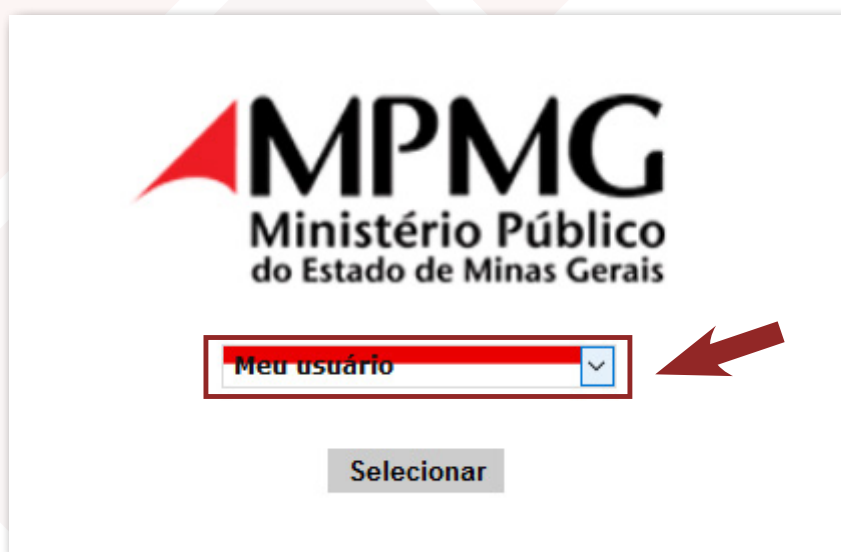 MPMG
Ministério Público
do Estado de Minas Gerais
Meu usuário
Selecionar